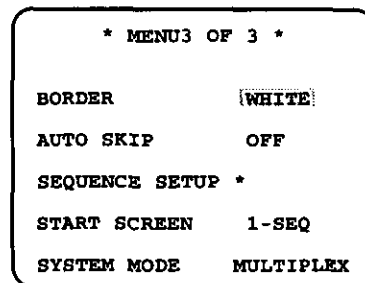 * MENU3 OF 3 *
BORDER [WHITE]
AUTO SKIP OFF
SEQUENCE SETUP *
START SCREEN 1-SEQ
SYSTEM MODE MULTIPLEX